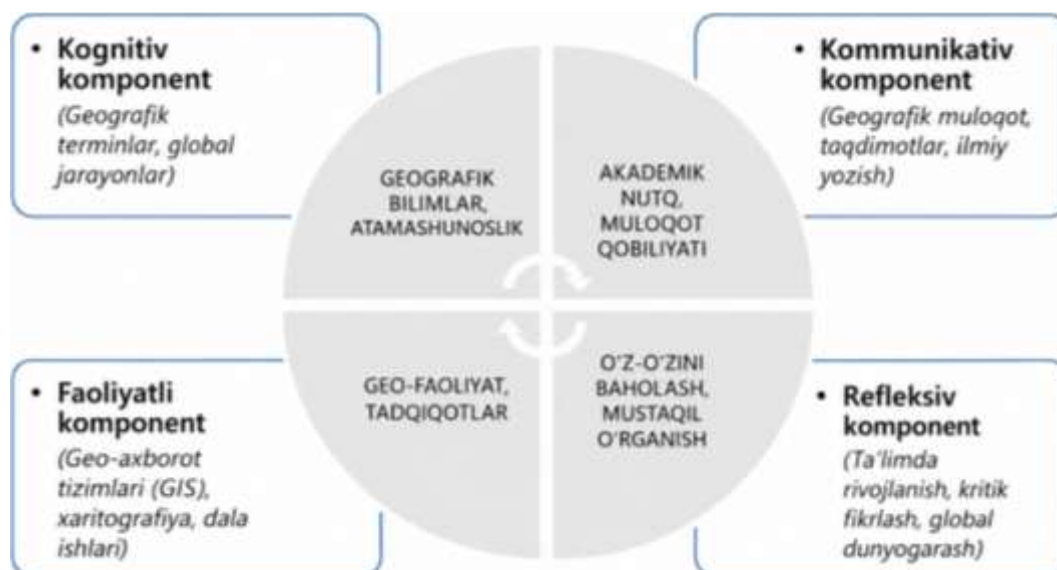 • Kognitiv
komponent
(Geografik
terminlar, global
jarayonlar)
GEOGRAFIK
BILIMLAR,
ATAMASHUNOSLIK
• Kommunikativ
komponent
(Geografik muloqot,
taqdimotlar, ilmiy
yozish)
AKADEMIK
NUTQ,
MULOQOT
QOBILIYATI
• Faoliyatli
komponent
(Geo-axborot
tizimlari (GIS),
xaritografiya, dala
ishlari)
GEO-FAOLIYAT,
TADQIQOTLAR
O'Z-O'ZINI
BAHOLASH,
MUSTAQIL
O'RGANISH
• Refleksiv
komponent
(Ta'limda
rivojlanish, kritik
fikrlash, global
dunyogarash)